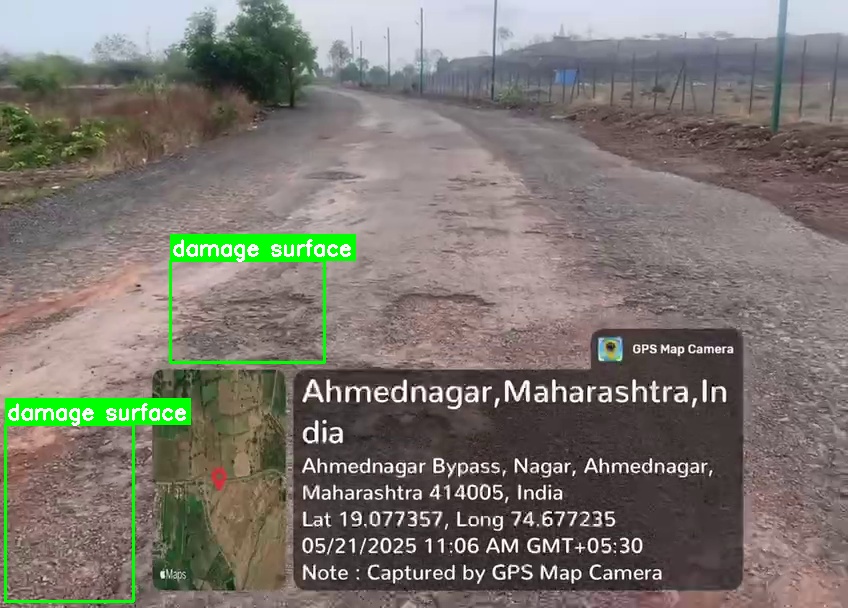 damage surface
damage surface
GPS Map Camera
Ahmednagar,Maharashtra,In
dia
Ahmednagar Bypass, Nagar, Ahmednagar,
Maharashtra 414005, India
Lat 19.077357, Long 74.677235
05/21/2025 11:06 AM GMT+05:30
Note : Captured by GPS Map Camera
Maps